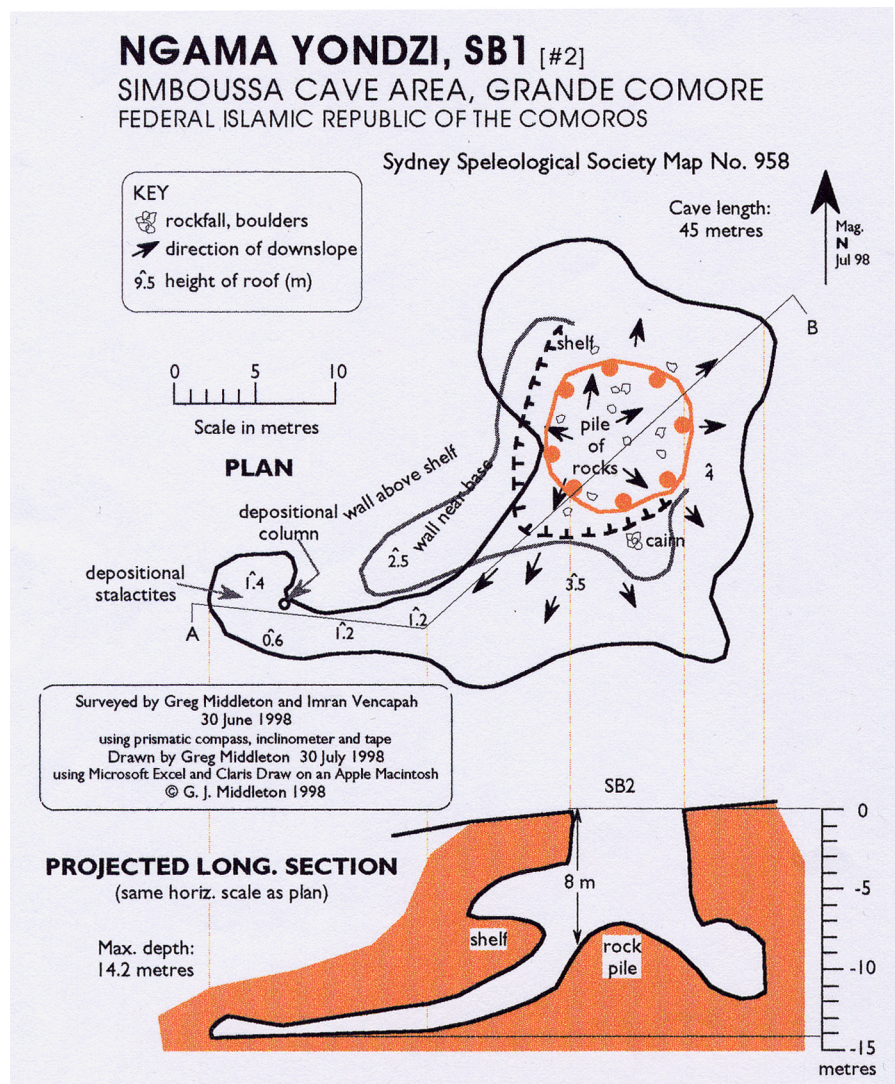 NGAMA YONDZI, SB1 [#2]
SIMBOUSSA CAVE AREA, GRANDE COMORE
FEDERAL ISLAMIC REPUBLIC OF THE COMOROS
Sydney Speleological Society Map No. 958
KEY
rockfall, boulders
direction of downslope
9.5 height of roof (m)
Cave length:
45 metres
Mag.
N
Jul 98
0 5 10
Scale in metres
PLAN
B
shelf
pile
of
rocks
4
wall above shelf
wall near base
2.5
cairn
3.5
depositional
column
depositional
stalactites
1.4
A
0.6
1.2
1.2
Surveyed by Greg Middleton and Imran Vencapah
30 June 1998
using prismatic compass, inclinometer and tape
Drawn by Greg Middleton 30 July 1998
using Microsoft Excel and Claris Draw on an Apple Macintosh
© G. J. Middleton 1998
SB2
PROJECTED LONG. SECTION
(same horiz. scale as plan)
Max. depth:
14.2 metres
8 m
shelf
rock
pile
0
-5
-10
-15
metres